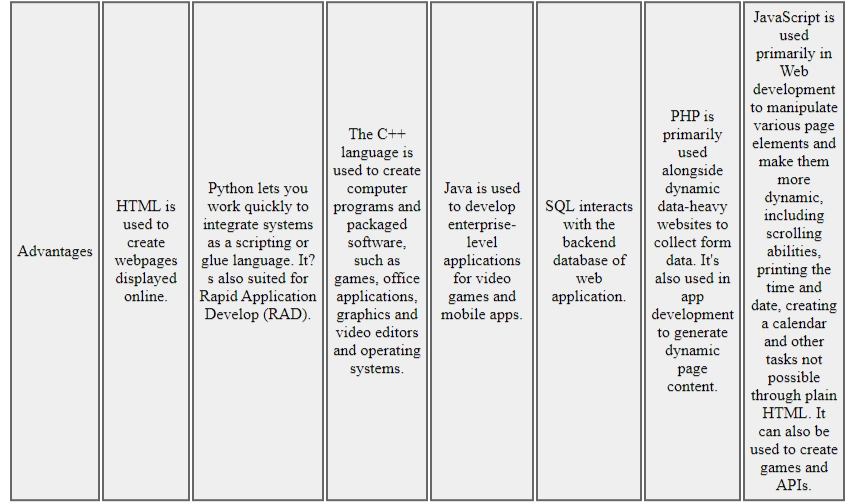 Advantages
HTML is
used to
create
webpages
displayed
online.
Python lets you
work quickly to
integrate systems
as a scripting or
glue language. It?
s also suited for
Rapid Application
Develop (RAD).
The C++
language is
used to create
computer
programs and
packaged
software,
such as
games, office
applications,
graphics and
video editors
and operating
systems.
Java is used
to develop
enterprise-
level
applications
for video
games and
mobile apps.
SQL interacts
with the
backend
database of
web
application.
PHP is
primarily
used
alongside
dynamic
data-heavy
websites to
collect form
data. It's
also used in
app
development
to generate
dynamic
page
content.
JavaScript is
used
primarily in
Web
development
to manipulate
various page
elements and
make them
more
dynamic,
including
scrolling
abilities,
printing the
time and
date, creating
a calendar
and other
tasks not
possible
through plain
HTML. It
can also be
used to create
games and
APIs.